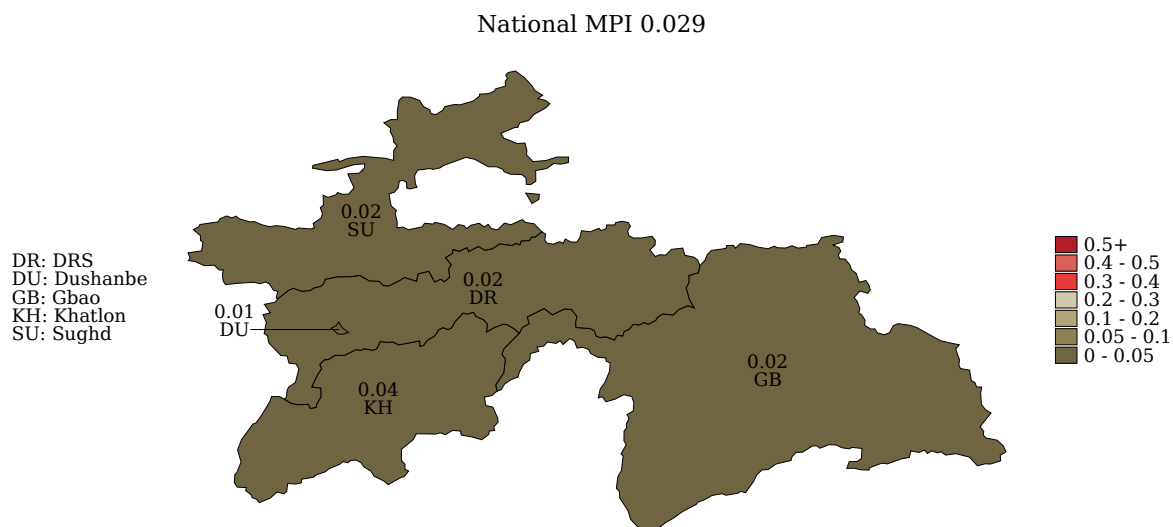 National MPI 0.029
0.02
SU
DR: DRS
DU: Dushanbe
GB: Gbao
KH: Khatlon
SU: Sughd
0.02
DR
0.01
DU
0.04
KH
0.02
GB
0.5+
0.4 - 0.5
0.3 - 0.4
0.2 - 0.3
0.1 - 0.2
0.05 - 0.1
0 - 0.05